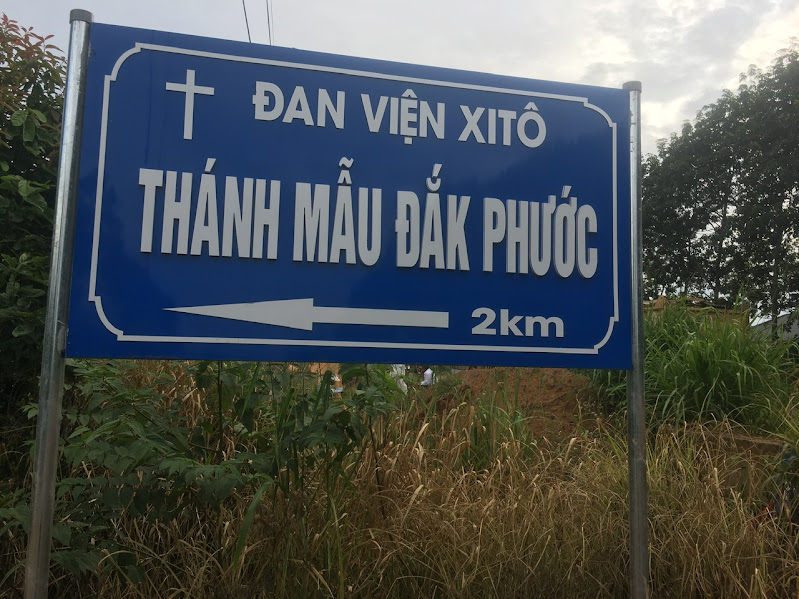 ĐAN VIỆN XITÔ
THÁNH MẪU ĐẮK PHƯỚC
2km